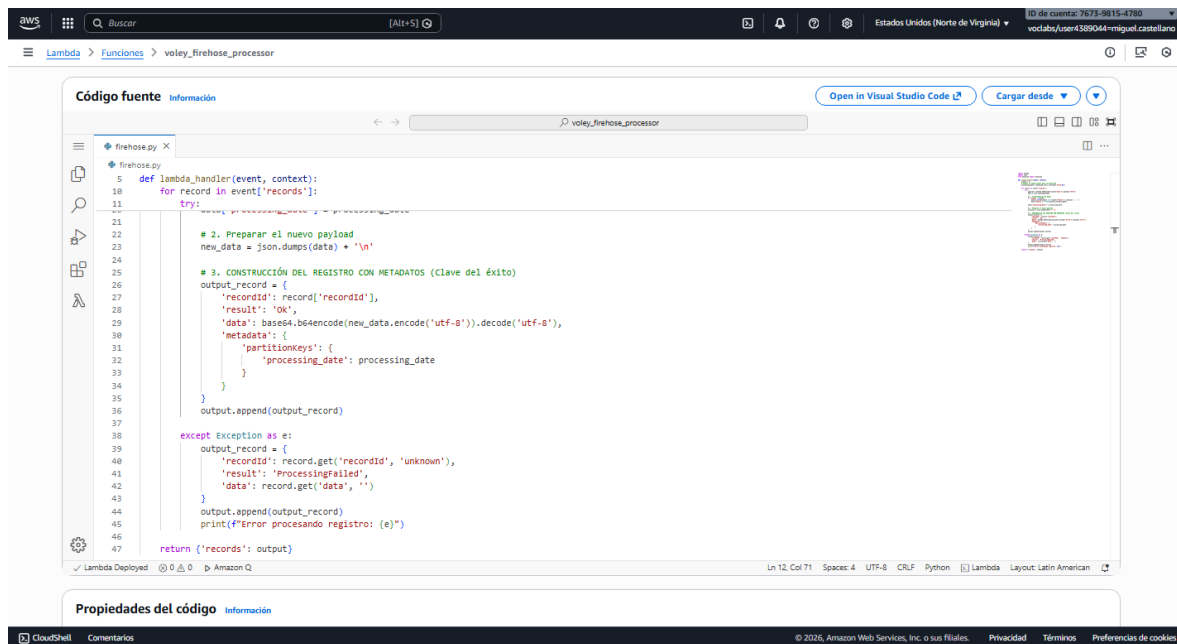 aws
Buscar
[Alt+S]
Estados Unidos (Norte de Virginia)
ID de cuenta: 7673-9815-4780
voclabs/user4389044=miguel.castellano
Lambda > Funciones > voley_firehose_processor
Código fuente Información
Open in Visual Studio Code
Cargar desde
voley_firehose_processor
firehose.py
firehose.py
5 def lambda_handler(event, context):
10 for record in event['records']:
11 try:
20 data['processing_date'] = processing_date
21
22 # 2. Preparar el nuevo payload
23 new_data = json.dumps(data) + '\n'
24
25 # 3. CONSTRUCCIÓN DEL REGISTRO CON METADATOS (Clave del éxito)
26 output_record = {
27 'recordId': record['recordId'],
28 'result': 'Ok',
29 'data': base64.b64encode(new_data.encode('utf-8')).decode('utf-8'),
30 'metadata': {
31 'partitionKeys': {
32 'processing_date': processing_date
33 }
34 }
35 }
36 output.append(output_record)
37
38 except Exception as e:
39 output_record = {
40 'recordId': record.get('recordId', 'unknown'),
41 'result': 'ProcessingFailed',
42 'data': record.get('data', '')
43 }
44 output.append(output_record)
45 print(f"Error procesando registro: {e}")
46
47 return {'records': output}
Lambda Deployed 0 0 Amazon Q
Ln 12, Col 71 Spaces: 4 UTF-8 CRLF Python Lambda Layout: Latin American
Propiedades del código Información
CloudShell Comentarios
© 2026, Amazon Web Services, Inc. o sus filiales. Privacidad Términos Preferencias de cookies